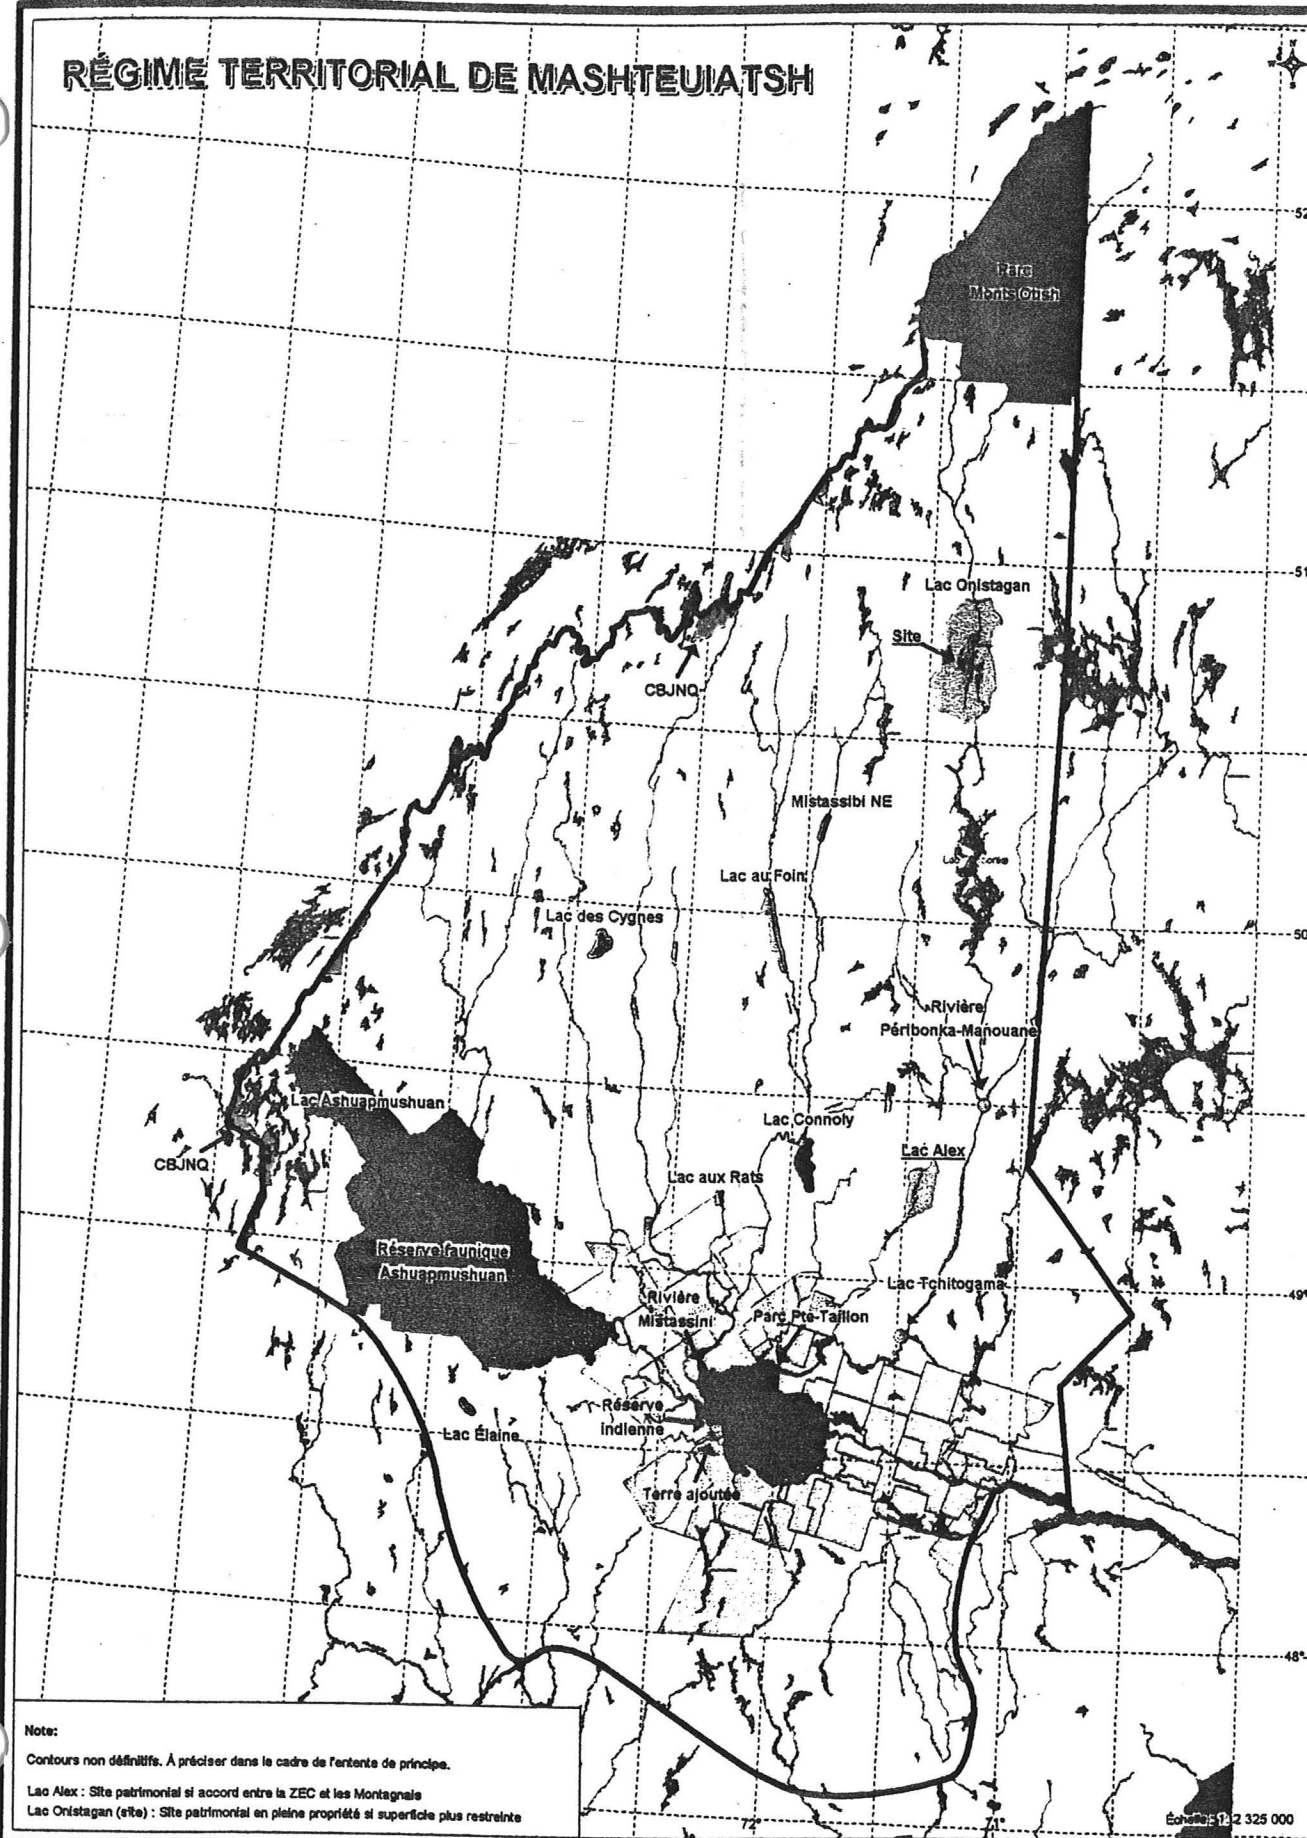 RÉGIME TERRITORIAL DE MASHTEUIATSH
N
S
Parc
Monts Otish
52
51
Lac Onistagan
Site
CBJNQ
Mistassibi NE
Lac au Foin
Lac des Cygnes
50
Rivière
Péribonka-Manouane
Lac Ashuapmushuan
Lac Connoly
CBJNQ
Lac Alex
Lac aux Rats
Réserve faunique
Ashuapmushuan
Lac Tchitogama
49°
Rivière
Mistassini
Parc Pte-Taillon
Réserve
indienne
Lac Élaine
Terre ajoutée
48°
Note:
Contours non définitifs. À préciser dans le cadre de l'entente de principe.
Lac Alex : Site patrimonial si accord entre la ZEC et les Montagnais
Lac Onistagan (site) : Site patrimonial en pleine propriété si superficie plus restreinte
72°
71°
Échelle: 1: 2 325 000